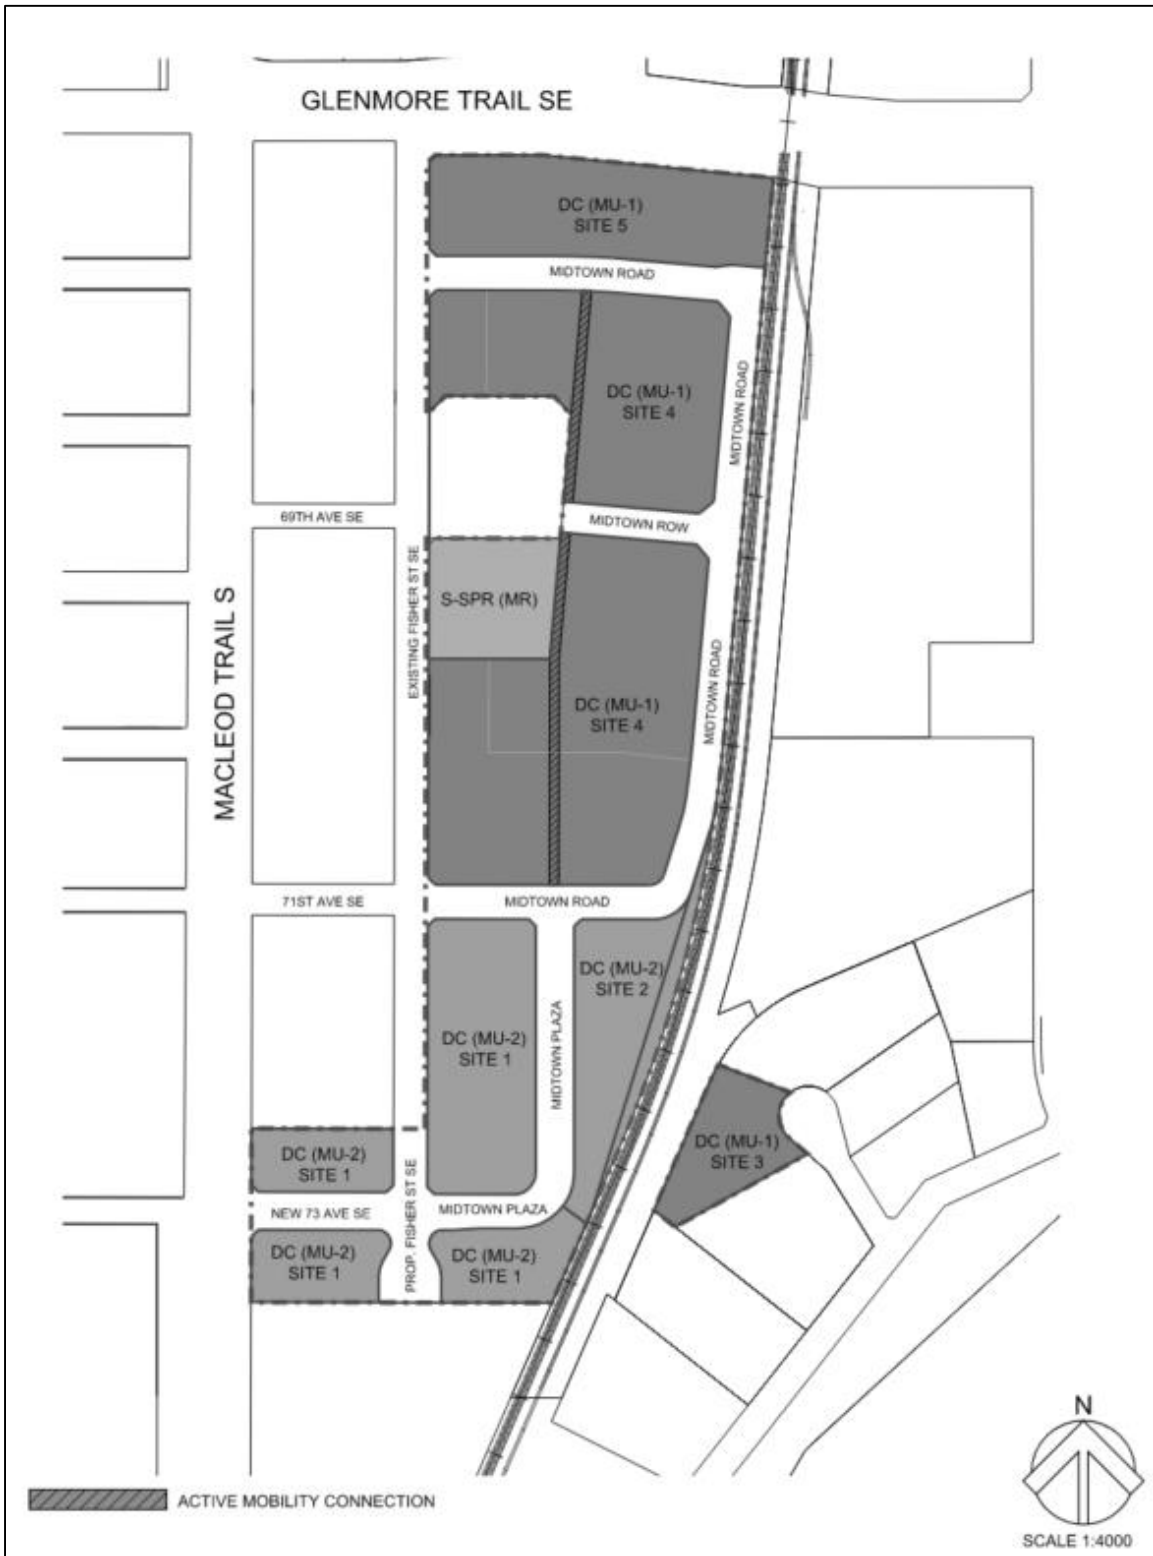 GLENMORE TRAIL SE
DC (MU-1)
SITE 5
MIDTOWN ROAD
DC (MU-1)
SITE 4
MIDTOWN ROAD
69TH AVE SE
MIDTOWN ROW
EXISTING FISHER ST SE
S-SPR (MR)
MACLEOD TRAIL S
MIDTOWN ROAD
DC (MU-1)
SITE 4
71ST AVE SE
MIDTOWN ROAD
DC (MU-2)
SITE 2
DC (MU-2)
SITE 1
MIDTOWN PLAZA
DC (MU-1)
SITE 3
DC (MU-2)
SITE 1
PROP. FISHER ST SE
NEW 73 AVE SE
MIDTOWN PLAZA
DC (MU-2)
SITE 1
DC (MU-2)
SITE 1
N
ACTIVE MOBILITY CONNECTION
SCALE 1:4000